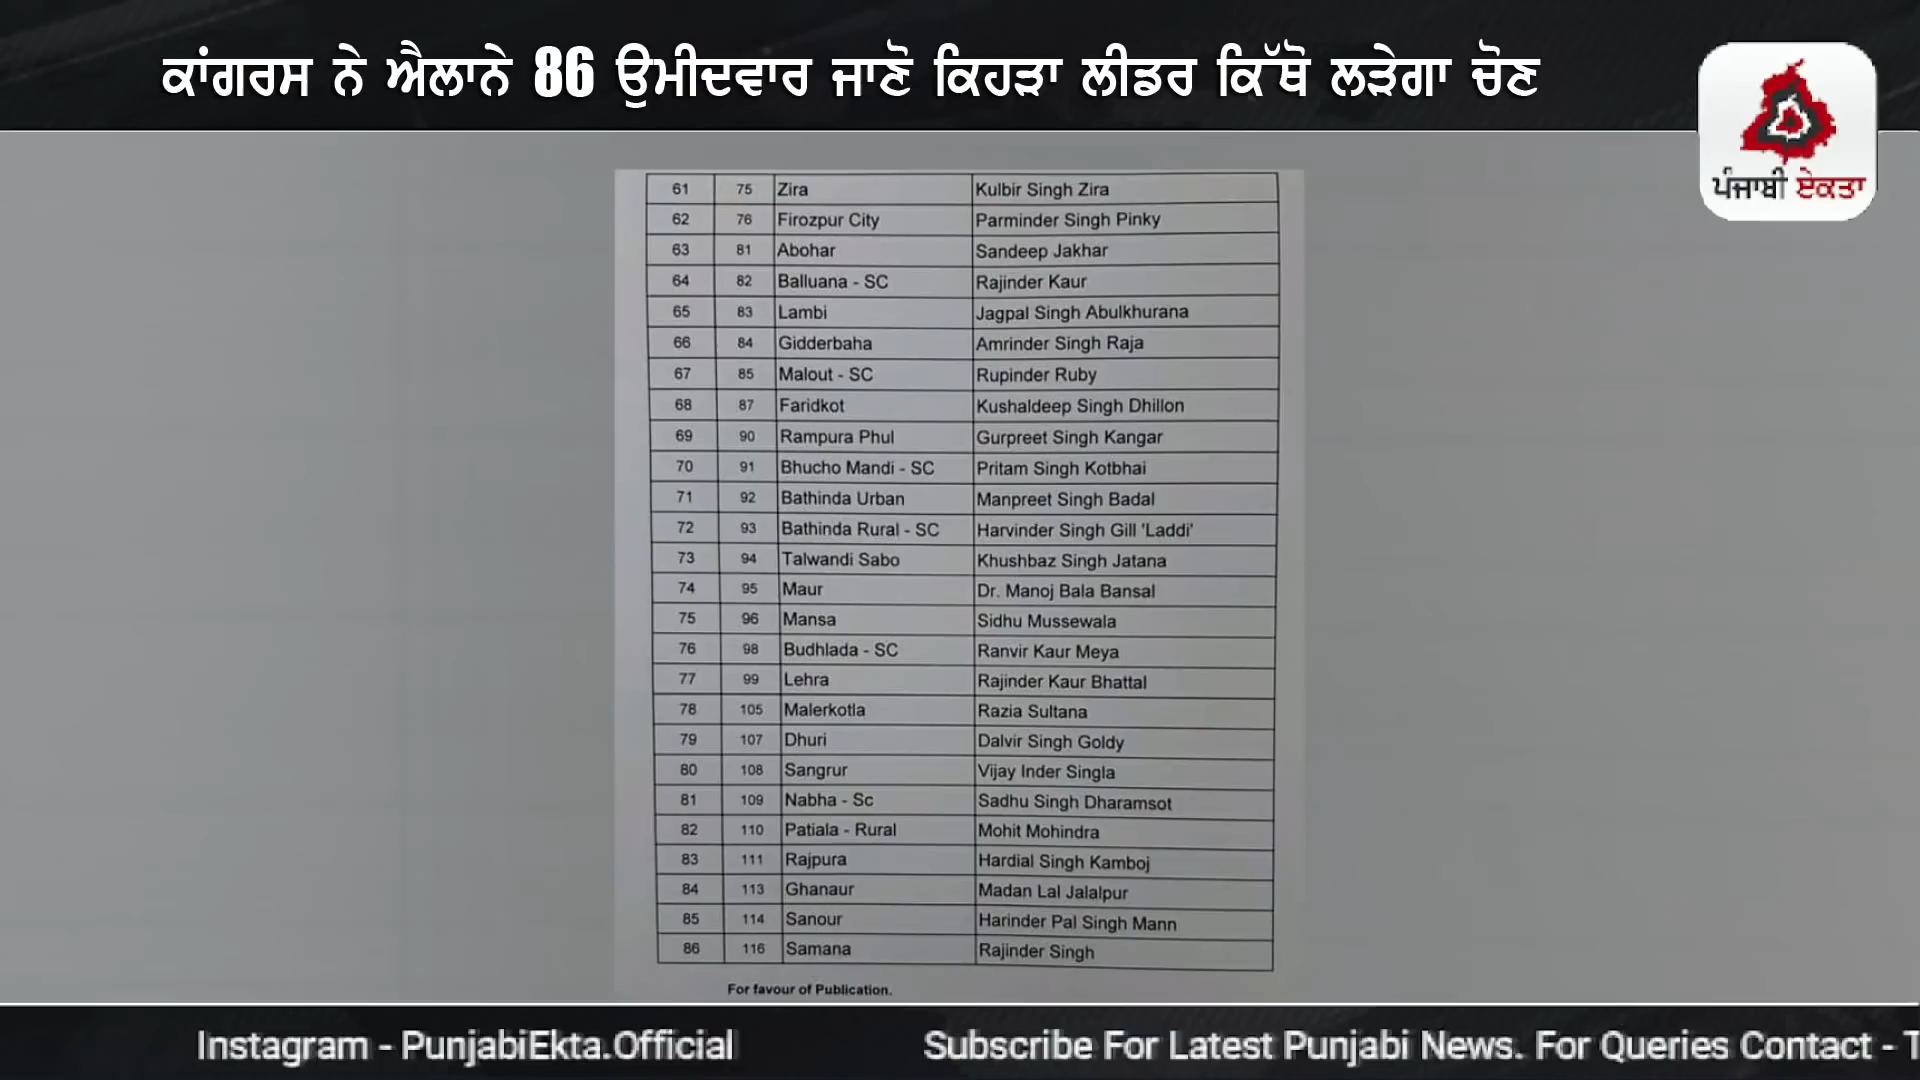 ਕਾਂਗਰਸ ਨੇ ਐਲਾਨੇ 86 ਉਮੀਦਵਾਰ ਜਾਣੋ ਕਿਹੜਾ ਲੀਡਰ ਕਿੱਥੋ ਲੜੇਗਾ ਚੋਣ
ਪੰਜਾਬੀ ਏਕਤਾ
61 75 Zira Kulbir Singh Zira
62 76 Firozpur City Parminder Singh Pinky
63 81 Abohar Sandeep Jakhar
64 82 Balluana - SC Rajinder Kaur
65 83 Lambi Jagpal Singh Abulkhurana
66 84 Gidderbaha Amrinder Singh Raja
67 85 Malout - SC Rupinder Ruby
68 87 Faridkot Kushaldeep Singh Dhillon
69 90 Rampura Phul Gurpreet Singh Kangar
70 91 Bhucho Mandi - SC Pritam Singh Kotbhai
71 92 Bathinda Urban Manpreet Singh Badal
72 93 Bathinda Rural - SC Harvinder Singh Gill 'Laddi'
73 94 Talwandi Sabo Khushbaz Singh Jatana
74 95 Maur Dr. Manoj Bala Bansal
75 96 Mansa Sidhu Mussewala
76 98 Budhlada - SC Ranvir Kaur Meya
77 99 Lehra Rajinder Kaur Bhattal
78 105 Malerkotla Razia Sultana
79 107 Dhuri Dalvir Singh Goldy
80 108 Sangrur Vijay Inder Singla
81 109 Nabha - Sc Sadhu Singh Dharamsot
82 110 Patiala - Rural Mohit Mohindra
83 111 Rajpura Hardial Singh Kamboj
84 113 Ghanaur Madan Lal Jalalpur
85 114 Sanour Harinder Pal Singh Mann
86 116 Samana Rajinder Singh
For favour of Publication.
Instagram - PunjabiEkta.Official Subscribe For Latest Punjabi News. For Queries Contact - T